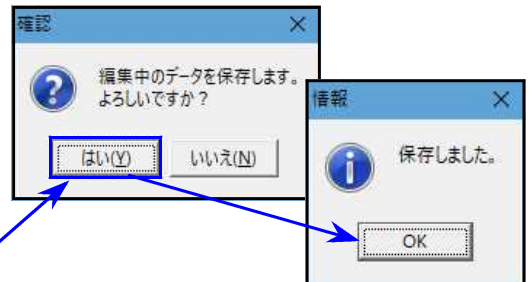 確認
編集中のデータを保存します。
よろしいですか？
はい(Y)
いいえ(N)
情報
保存しました。
OK